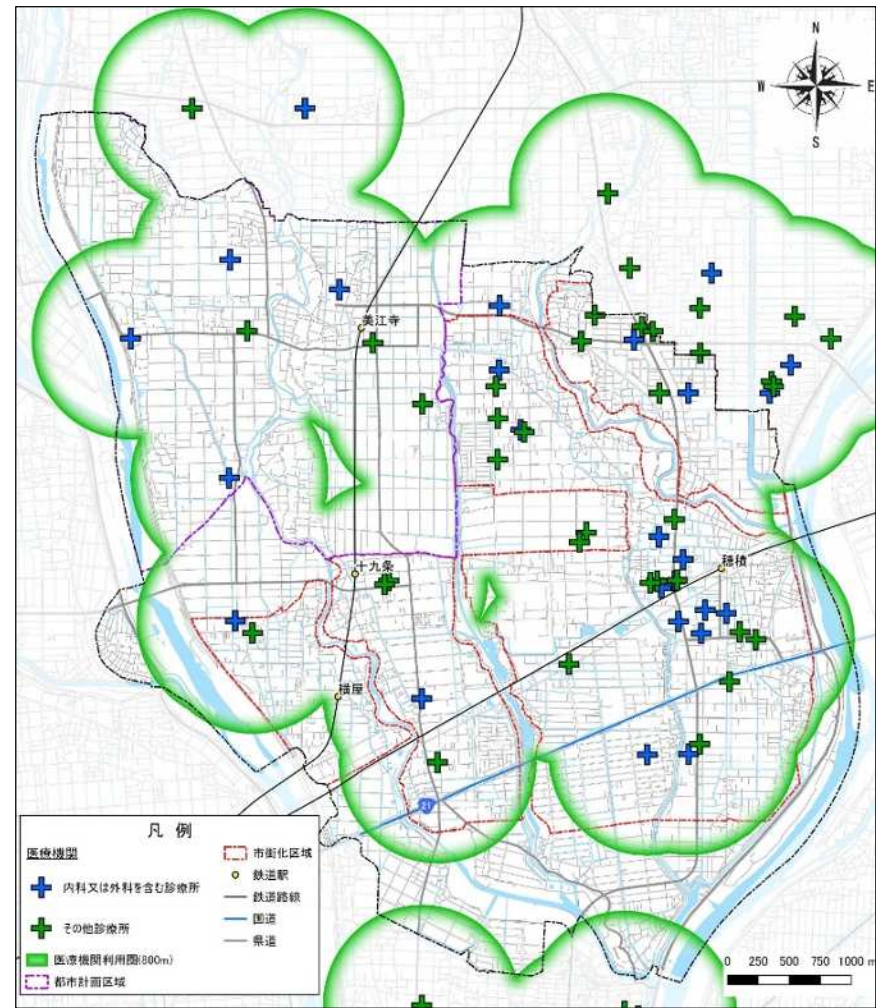 N
W E
S
美江寺
十九条
穂積
横屋
21
凡 例
医療機関
内科又は外科を含む診療所
その他診療所
医療機関利用圏(800m)
都市計画区域
市街化区域
鉄道駅
鉄道路線
国道
県道
0 250 500 750 1000 m